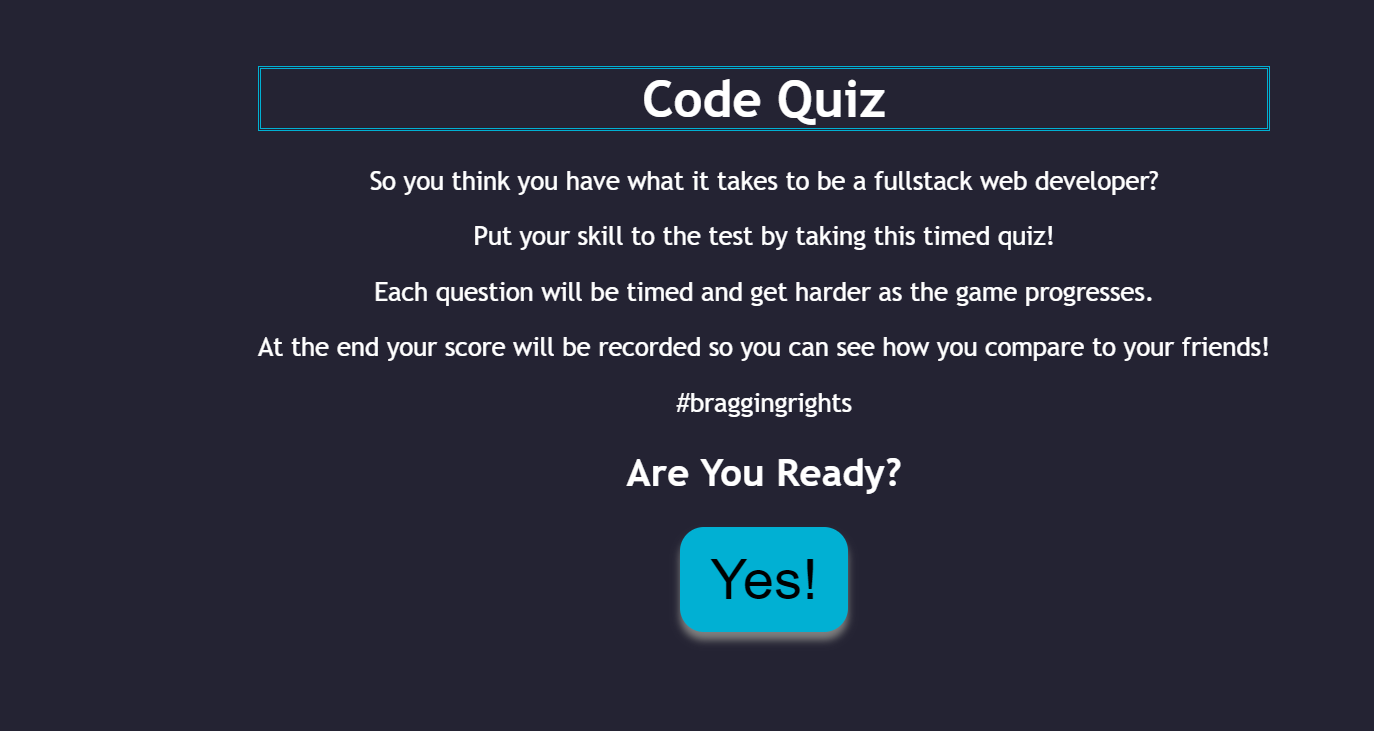 Code Quiz
So you think you have what it takes to be a fullstack web developer?
Put your skill to the test by taking this timed quiz!
Each question will be timed and get harder as the game progresses.
At the end your score will be recorded so you can see how you compare to your friends!
#braggingrights
Are You Ready?
Yes!